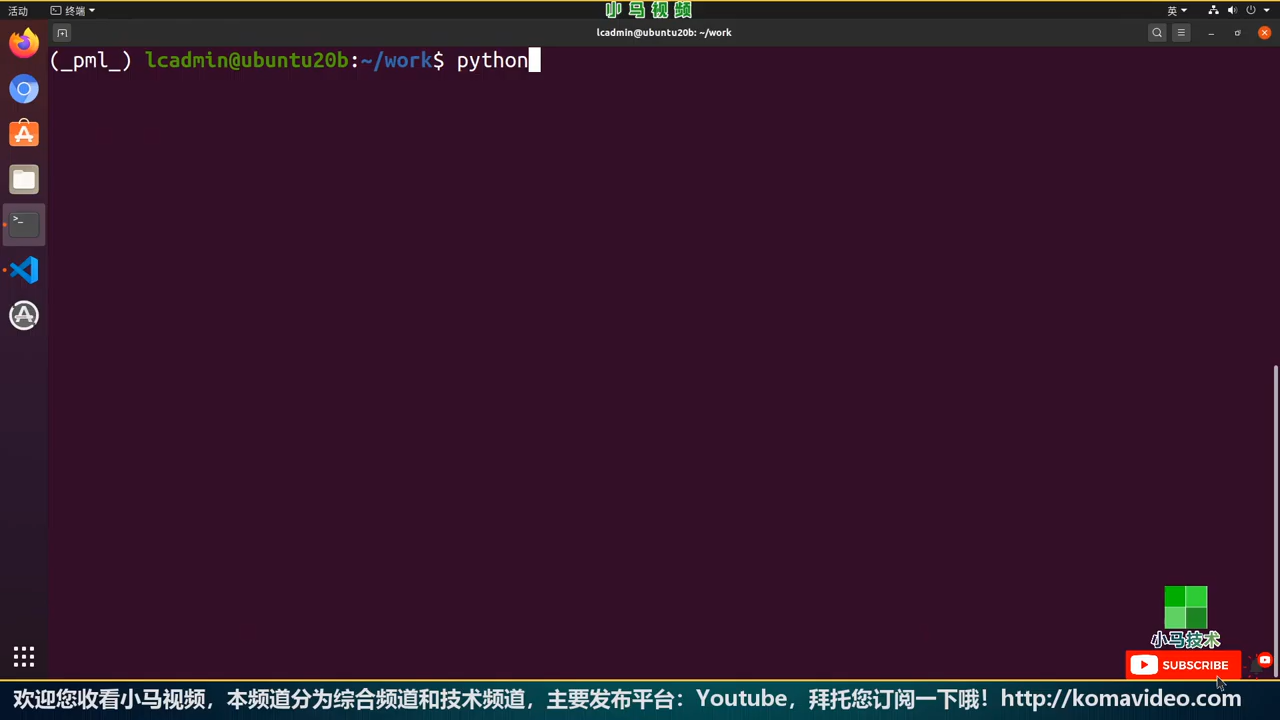 活动
终端
小马视频
英
lcadmin@ubuntu20b: ~/work
(_pml_) lcadmin@ubuntu20b:~/work$ python
小马技术
SUBSCRIBE
欢迎您收看小马视频，本频道分为综合频道和技术频道，主要发布平台：Youtube，拜托您订阅一下哦！http://komavideo.com